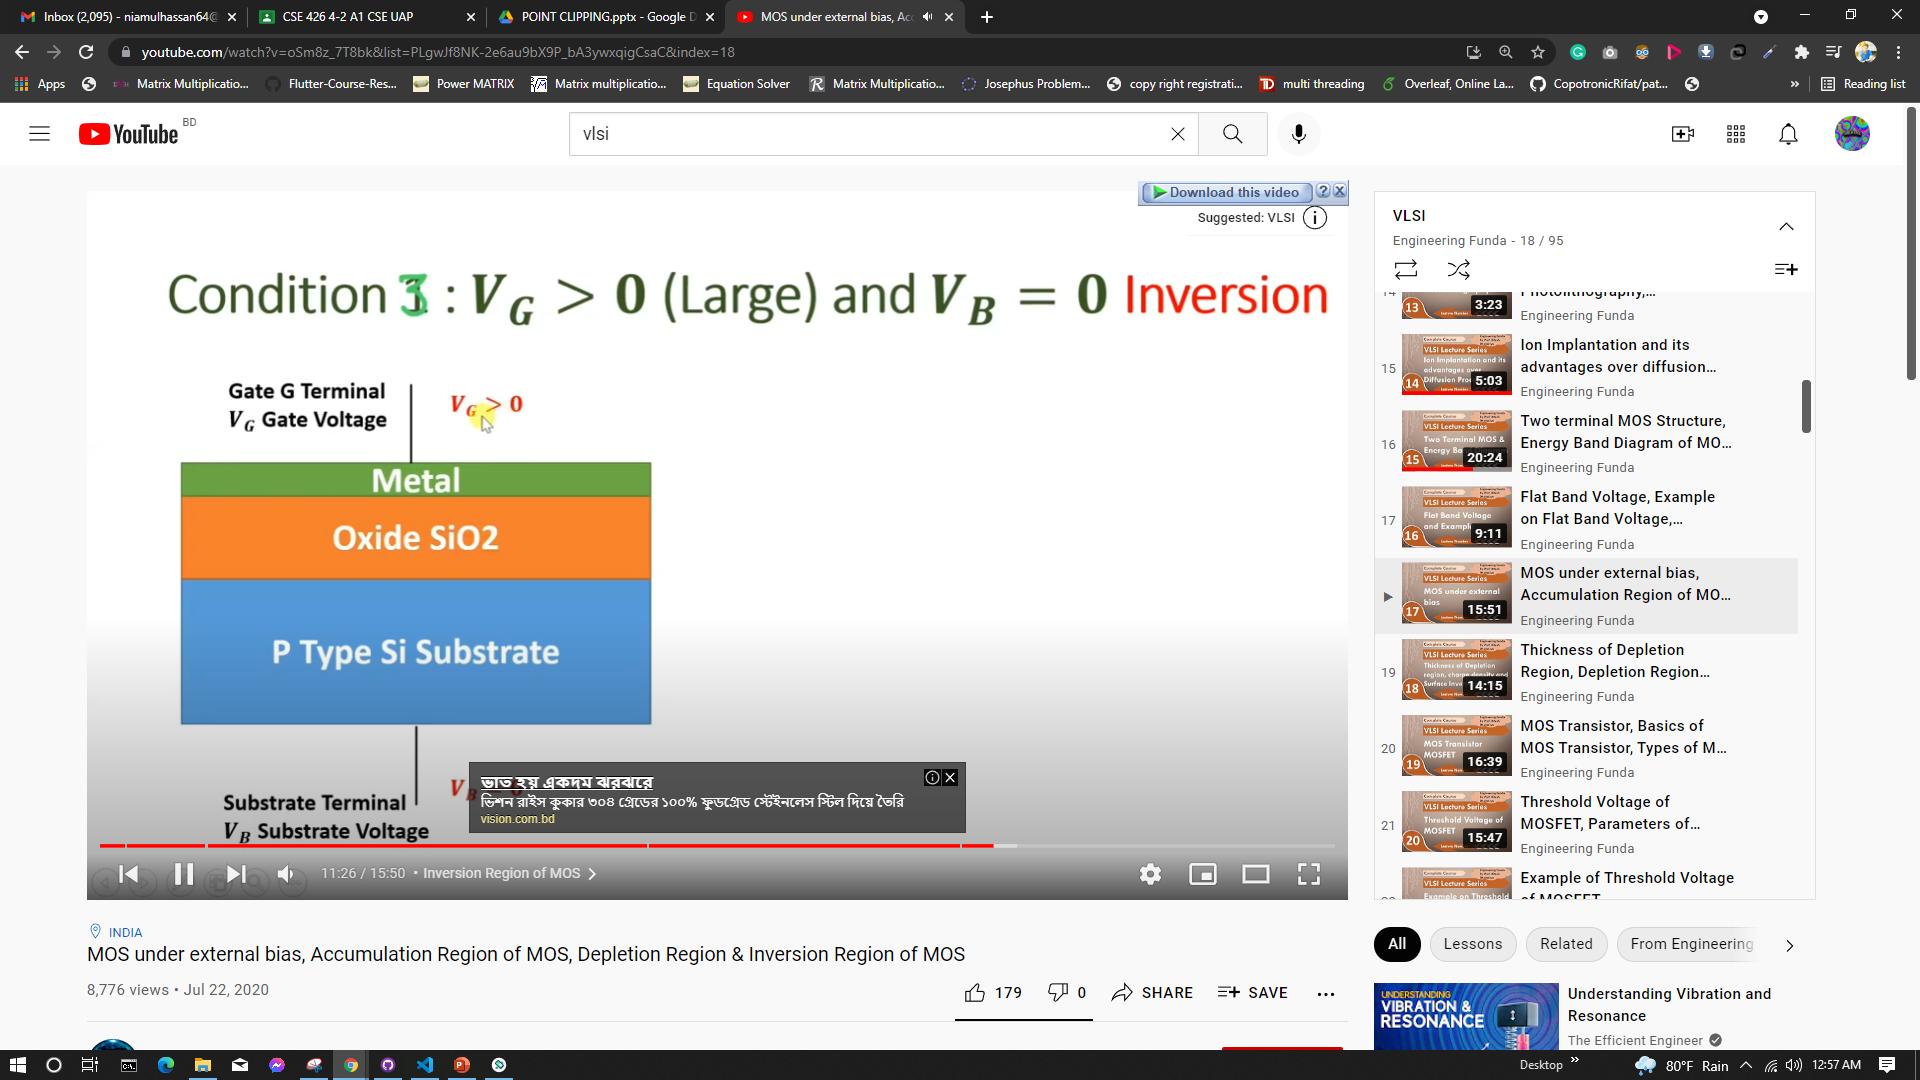 Inbox (2,095) - niamulhassan64@
CSE 426 4-2 A1 CSE UAP
POINT CLIPPING.pptx - Google D
MOS under external bias, Ac
youtube.com/watch?v=oSm8z_7T8bk&list=PLgwJf8NK-2e6au9bX9P_bA3ywxqigCsaC&index=18
Apps
Matrix Multiplicatio...
Flutter-Course-Res...
Power MATRIX
Matrix multiplicatio...
Equation Solver
Matrix Multiplicatio...
Josephus Problem...
copy right registrati...
multi threading
Overleaf, Online La...
CopotronicRifat/pat...
Reading list
YouTube BD
vlsi
Download this video
Suggested: VLSI
Condition 3 : V_G > 0 (Large) and V_B = 0 Inversion
Gate G Terminal
V_G Gate Voltage
V_G > 0
Metal
Oxide SiO2
P Type Si Substrate
Substrate Terminal
V_B Substrate Voltage
ভাত হয় একদম ঝরঝরে
ভিশন রাইস কুকার ৩০৪ গ্রেডের ১০০% ফুডগ্রেড স্টেইনলেস স্টিল দিয়ে তৈরি
vision.com.bd
11:26 / 15:50 • Inversion Region of MOS
INDIA
MOS under external bias, Accumulation Region of MOS, Depletion Region & Inversion Region of MOS
8,776 views • Jul 22, 2020
179
0
SHARE
SAVE
VLSI
Engineering Funda - 18 / 95
13
3:23
Engineering Funda
15
14
5:03
Ion Implantation and its
advantages over diffusion...
Engineering Funda
16
15
20:24
Two terminal MOS Structure,
Energy Band Diagram of MO...
Engineering Funda
17
16
9:11
Flat Band Voltage, Example
on Flat Band Voltage,...
Engineering Funda
17
15:51
MOS under external bias,
Accumulation Region of MO...
Engineering Funda
19
18
14:15
Thickness of Depletion
Region, Depletion Region...
Engineering Funda
20
19
16:39
MOS Transistor, Basics of
MOS Transistor, Types of M...
Engineering Funda
21
20
15:47
Threshold Voltage of
MOSFET, Parameters of...
Engineering Funda
Example of Threshold Voltage
All
Lessons
Related
From Engineering
UNDERSTANDING
VIBRATION &
RESONANCE
Understanding Vibration and
Resonance
The Efficient Engineer
Desktop
80°F Rain
12:57 AM